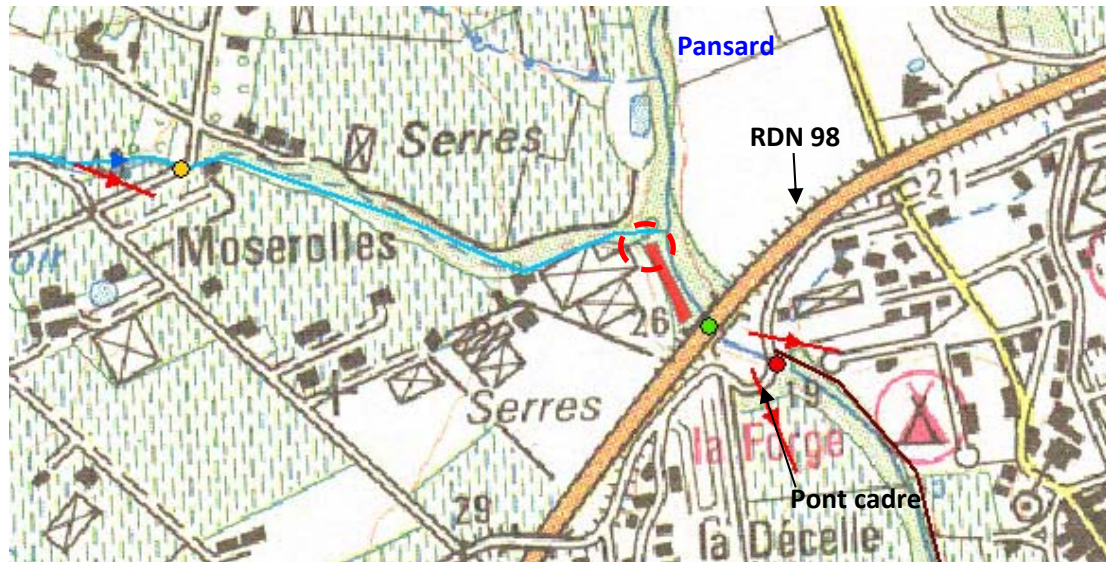 Pansard
Serres
RDN 98
21
Moserolles
26
Serres
19
la Forge
Pont cadre
29
la Décelle